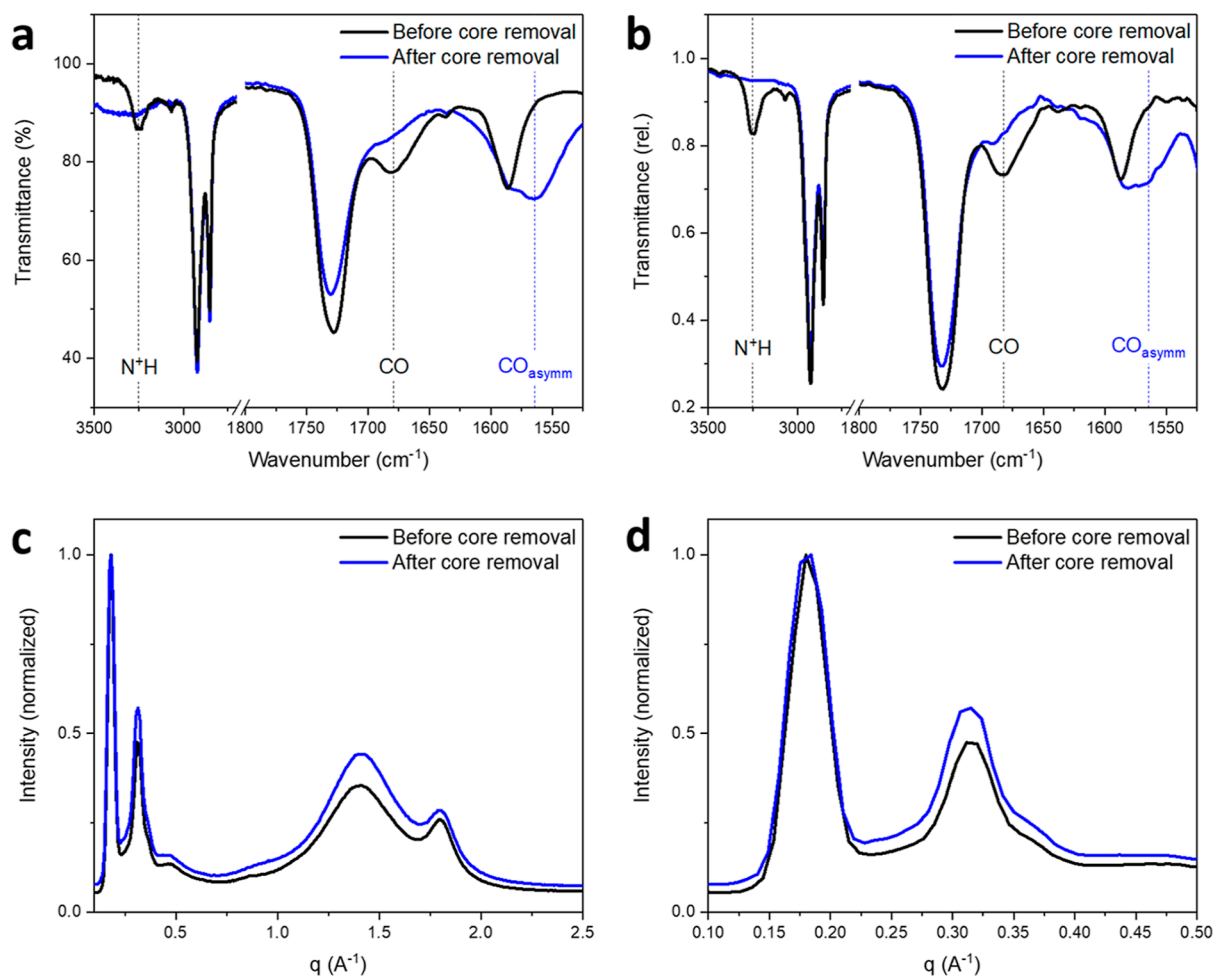 a
Before core removal
After core removal
Transmittance (%)
100
80
60
40
N⁺H
CO
CO_asymm
3500
3000
1800
1750
1700
1650
1600
1550
Wavenumber (cm⁻¹)
b
Before core removal
After core removal
Transmittance (rel.)
1.0
0.8
0.6
0.4
0.2
N⁺H
CO
CO_asymm
3500
3000
1800
1750
1700
1650
1600
1550
Wavenumber (cm⁻¹)
c
Before core removal
After core removal
Intensity (normalized)
1.0
0.5
0.0
0.5
1.0
1.5
2.0
2.5
q (A⁻¹)
d
Before core removal
After core removal
Intensity (normalized)
1.0
0.5
0.0
0.10
0.15
0.20
0.25
0.30
0.35
0.40
0.45
0.50
q (A⁻¹)